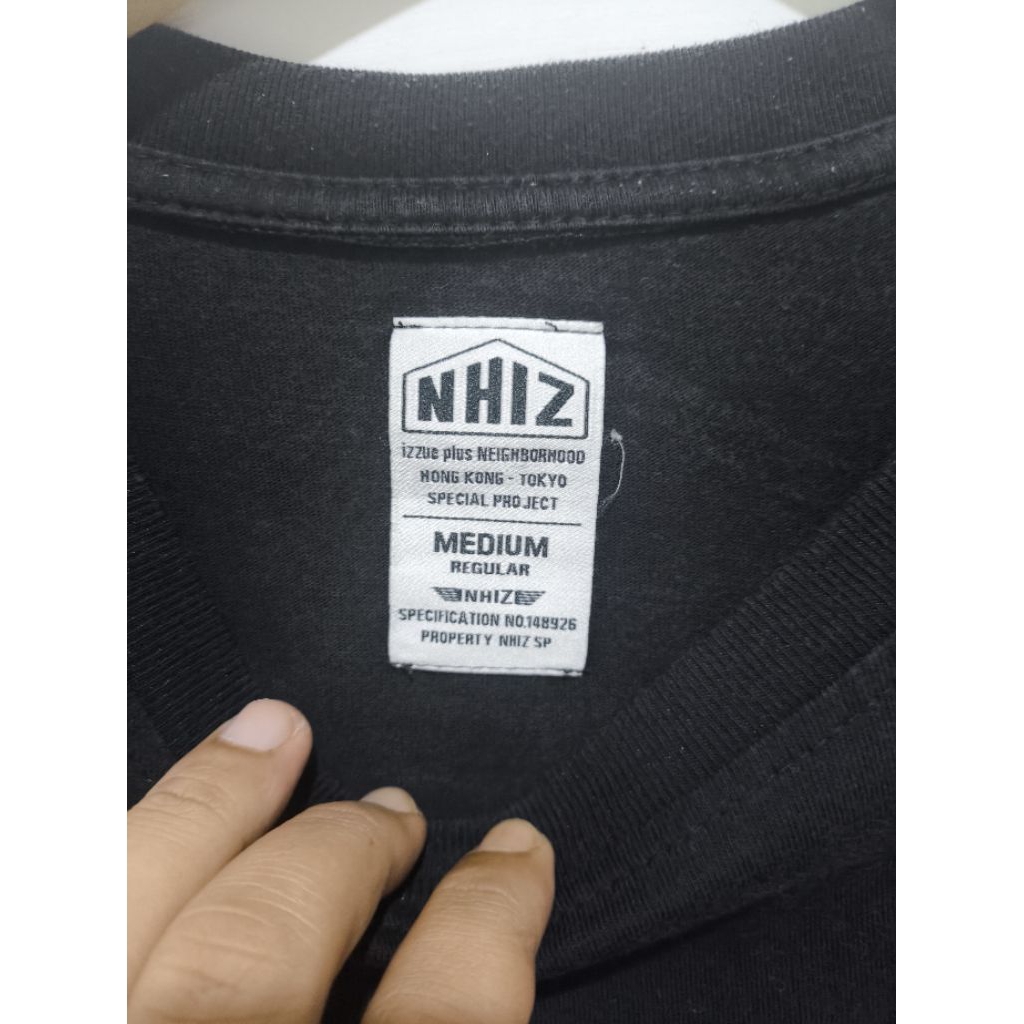 NHIZ
izzue plus NEIGHBORHOOD
HONG KONG - TOKYO
SPECIAL PROJECT
MEDIUM
REGULAR
NHIZ
SPECIFICATION NO.148926
PROPERTY NHIZ SP